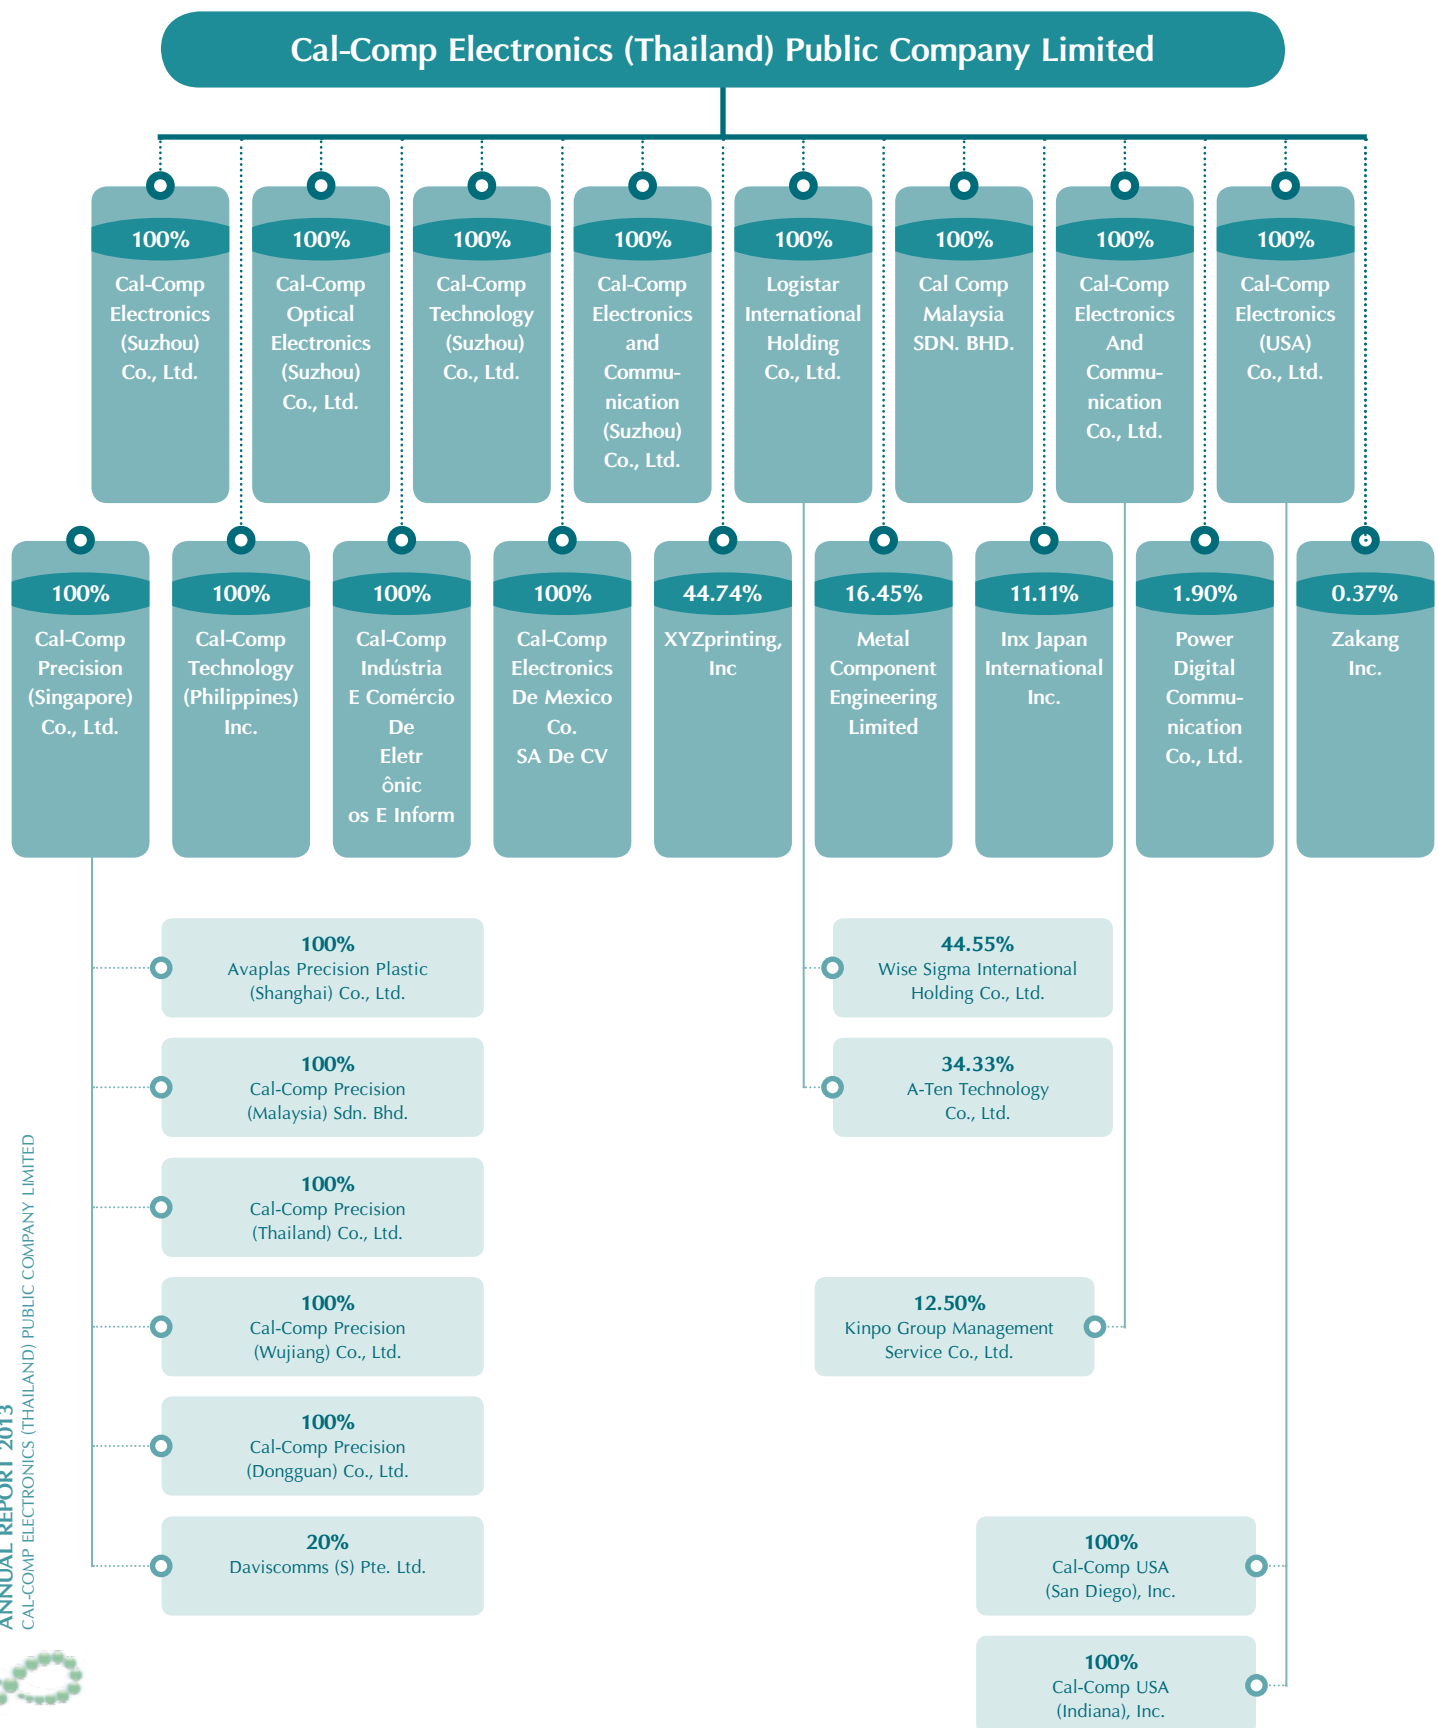 Cal-Comp Electronics (Thailand) Public Company Limited
100%
Cal-Comp
Electronics
(Suzhou)
Co., Ltd.
100%
Cal-Comp
Optical
Electronics
(Suzhou)
Co., Ltd.
100%
Cal-Comp
Technology
(Suzhou)
Co., Ltd.
100%
Cal-Comp
Electronics
and
Commu-
nication
(Suzhou)
Co., Ltd.
100%
Logistar
International
Holding
Co., Ltd.
100%
Cal Comp
Malaysia
SDN. BHD.
100%
Cal-Comp
Electronics
And
Commu-
nication
Co., Ltd.
100%
Cal-Comp
Electronics
(USA)
Co., Ltd.
100%
Cal-Comp
Precision
(Singapore)
Co., Ltd.
100%
Cal-Comp
Technology
(Philippines)
Inc.
100%
Cal-Comp
Indústria
E Comércio
De
Eletr
ônic
os E Inform
100%
Cal-Comp
Electronics
De Mexico
Co.
SA De CV
44.74%
XYZprinting,
Inc
16.45%
Metal
Component
Engineering
Limited
11.11%
Inx Japan
International
Inc.
1.90%
Power
Digital
Commu-
nication
Co., Ltd.
0.37%
Zakang
Inc.
100%
Avaplas Precision Plastic
(Shanghai) Co., Ltd.
100%
Cal-Comp Precision
(Malaysia) Sdn. Bhd.
100%
Cal-Comp Precision
(Thailand) Co., Ltd.
100%
Cal-Comp Precision
(Wujiang) Co., Ltd.
100%
Cal-Comp Precision
(Dongguan) Co., Ltd.
20%
Daviscomms (S) Pte. Ltd.
44.55%
Wise Sigma International
Holding Co., Ltd.
34.33%
A-Ten Technology
Co., Ltd.
12.50%
Kinpo Group Management
Service Co., Ltd.
100%
Cal-Comp USA
(San Diego), Inc.
100%
Cal-Comp USA
(Indiana), Inc.
ANNUAL REPORT 2013
CAL-COMP ELECTRONICS (THAILAND) PUBLIC COMPANY LIMITED